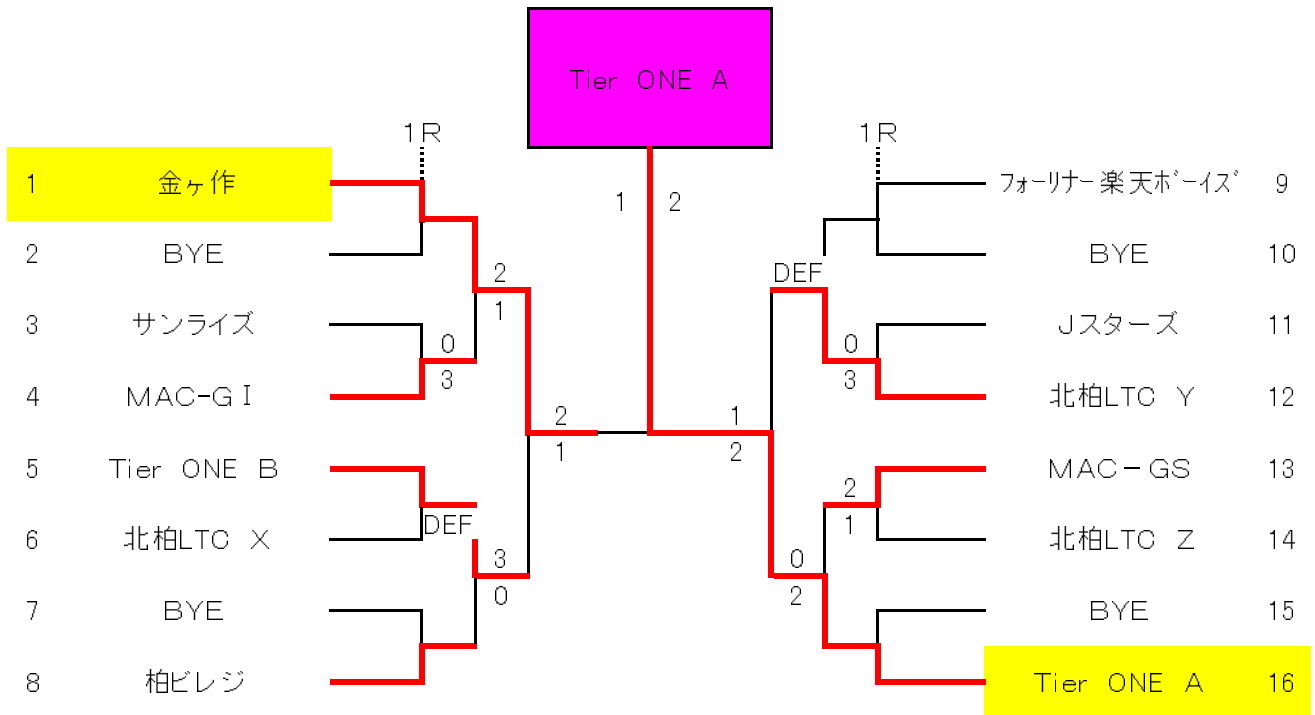 Tier ONE A
1R
1R
1 金ヶ作
フォーリナー楽天ボーイズ 9
1 2
2 BYE
BYE 10
2
1
DEF
3 サンライズ
Jスターズ 11
0
3
0
3
4 MAC-GⅠ
北柏LTC Y 12
2
1
1
2
5 Tier ONE B
MAC-GS 13
DEF
2
1
6 北柏LTC X
北柏LTC Z 14
3
0
0
2
7 BYE
BYE 15
8 柏ビレジ
Tier ONE A 16